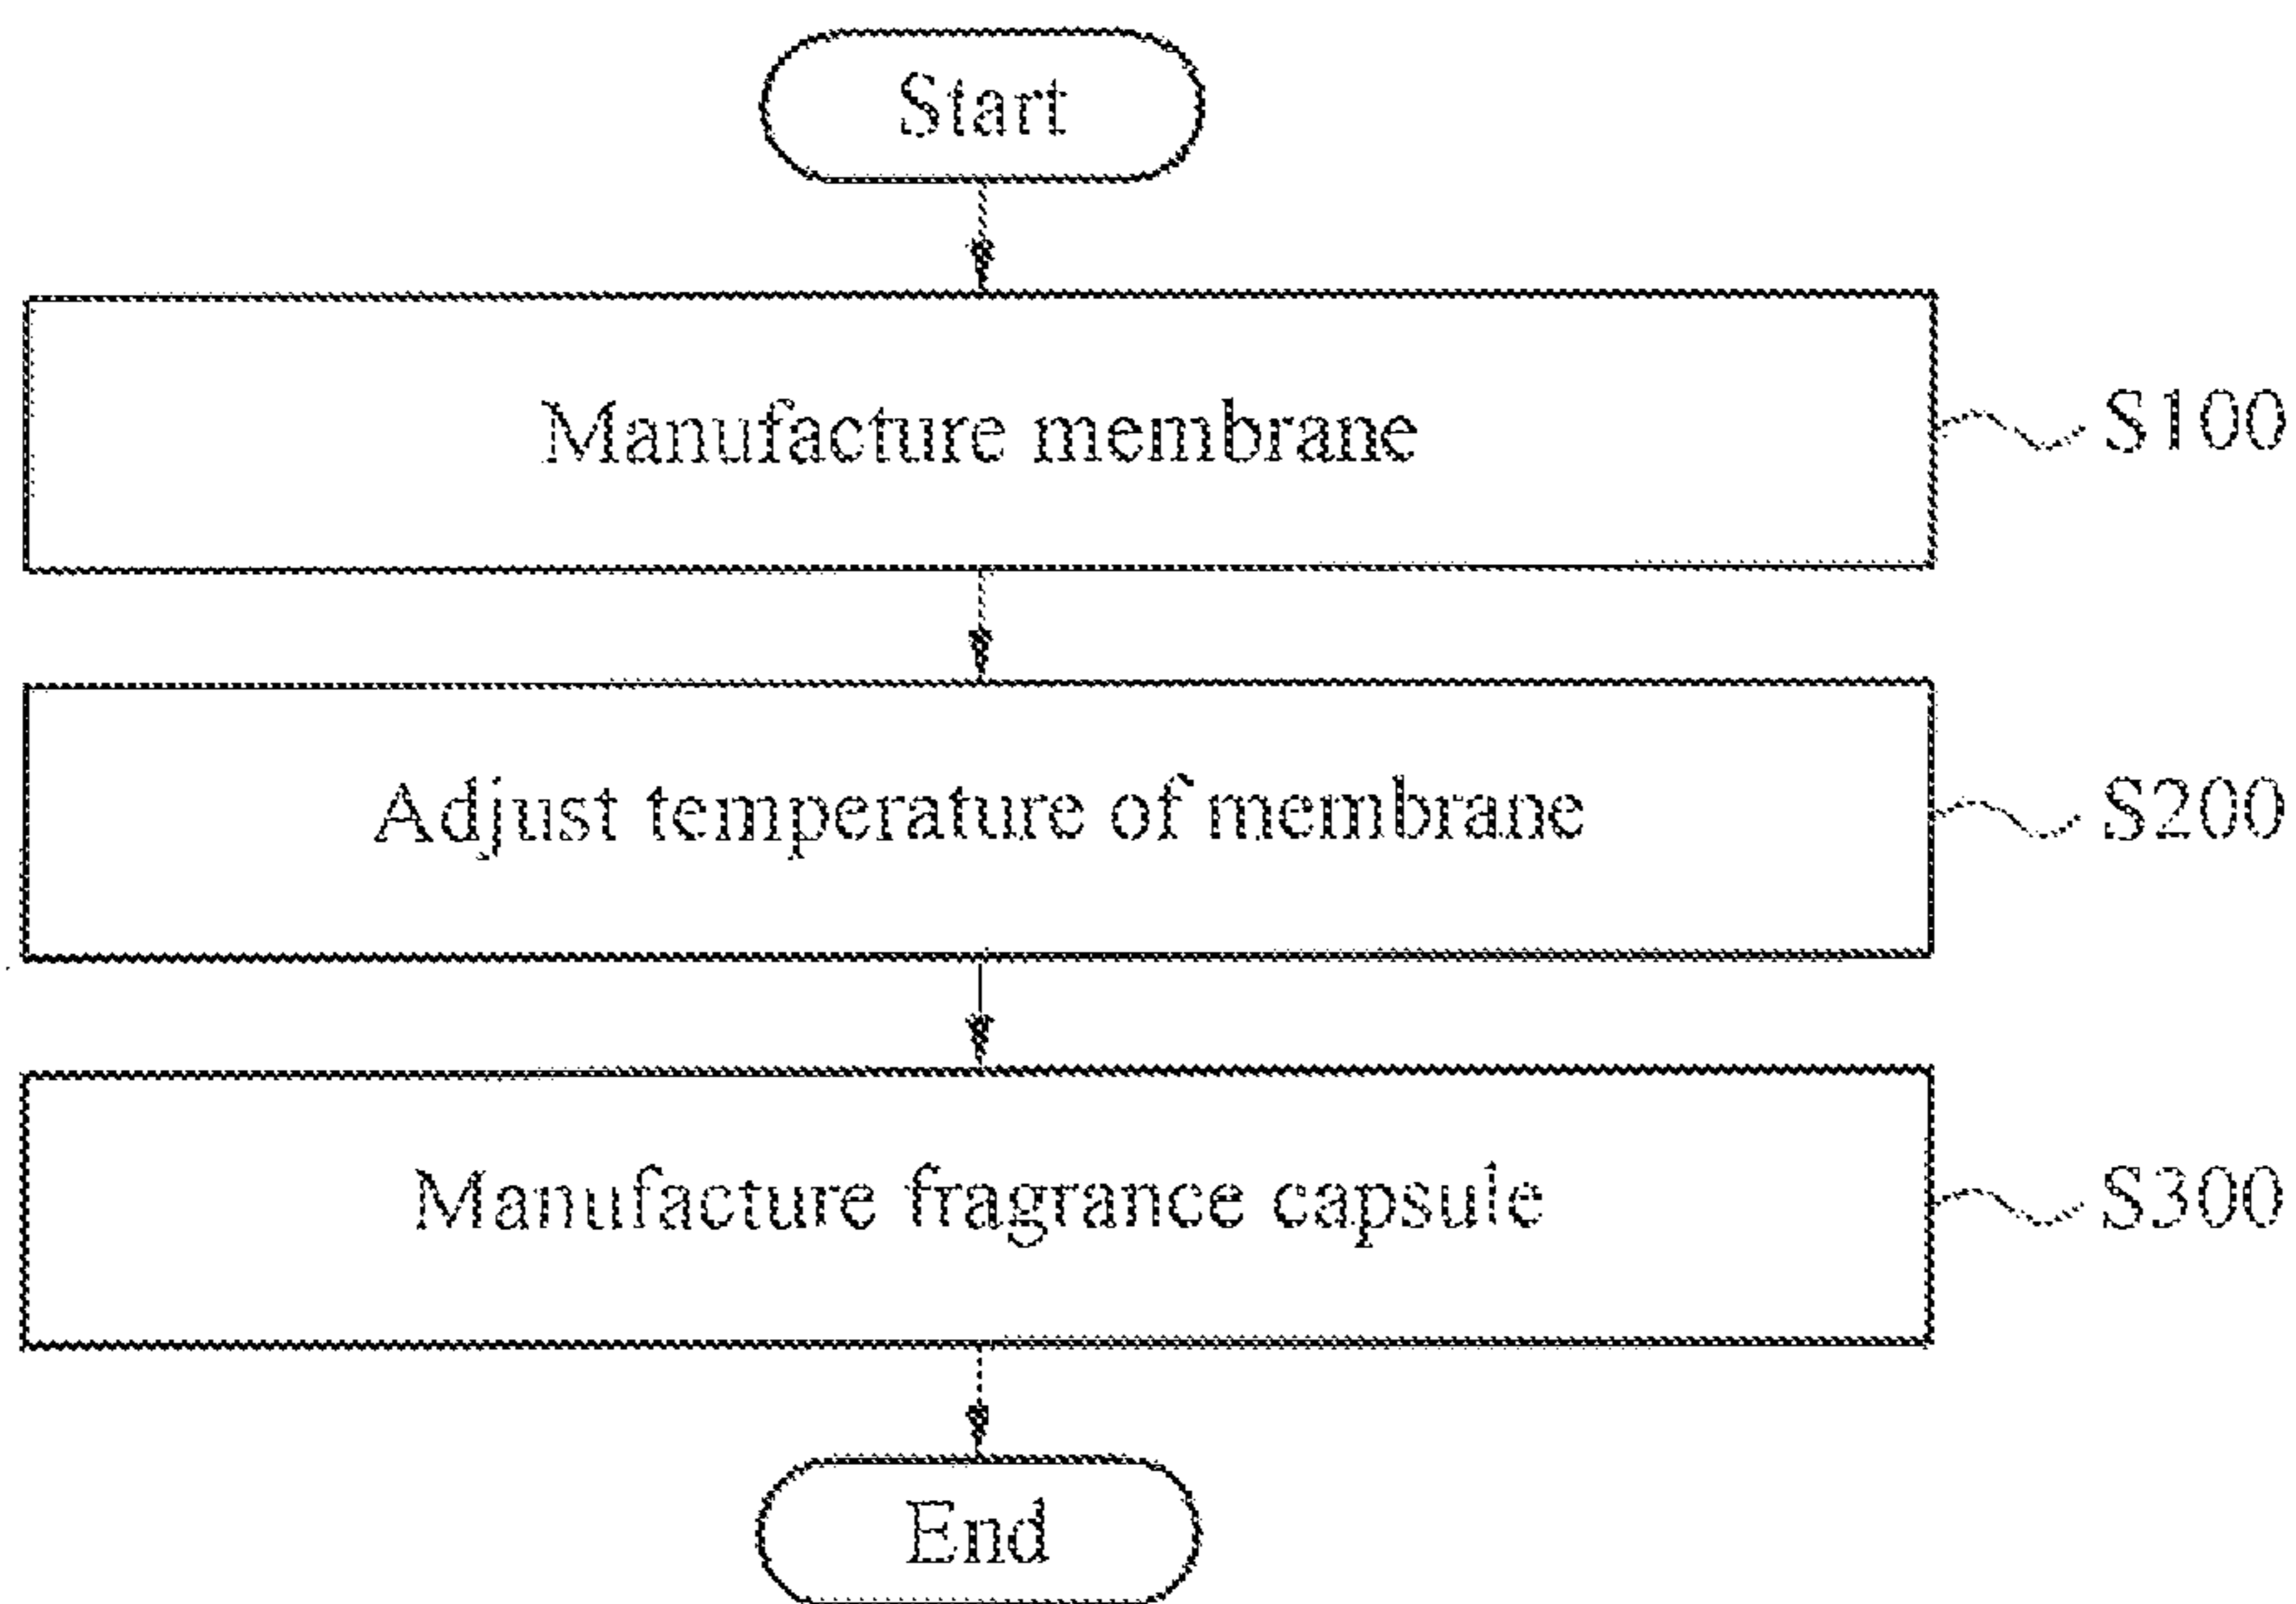 Start
Manufacture membrane
S100
Adjust temperature of membrane
S200
Manufacture fragrance capsule
S300
End